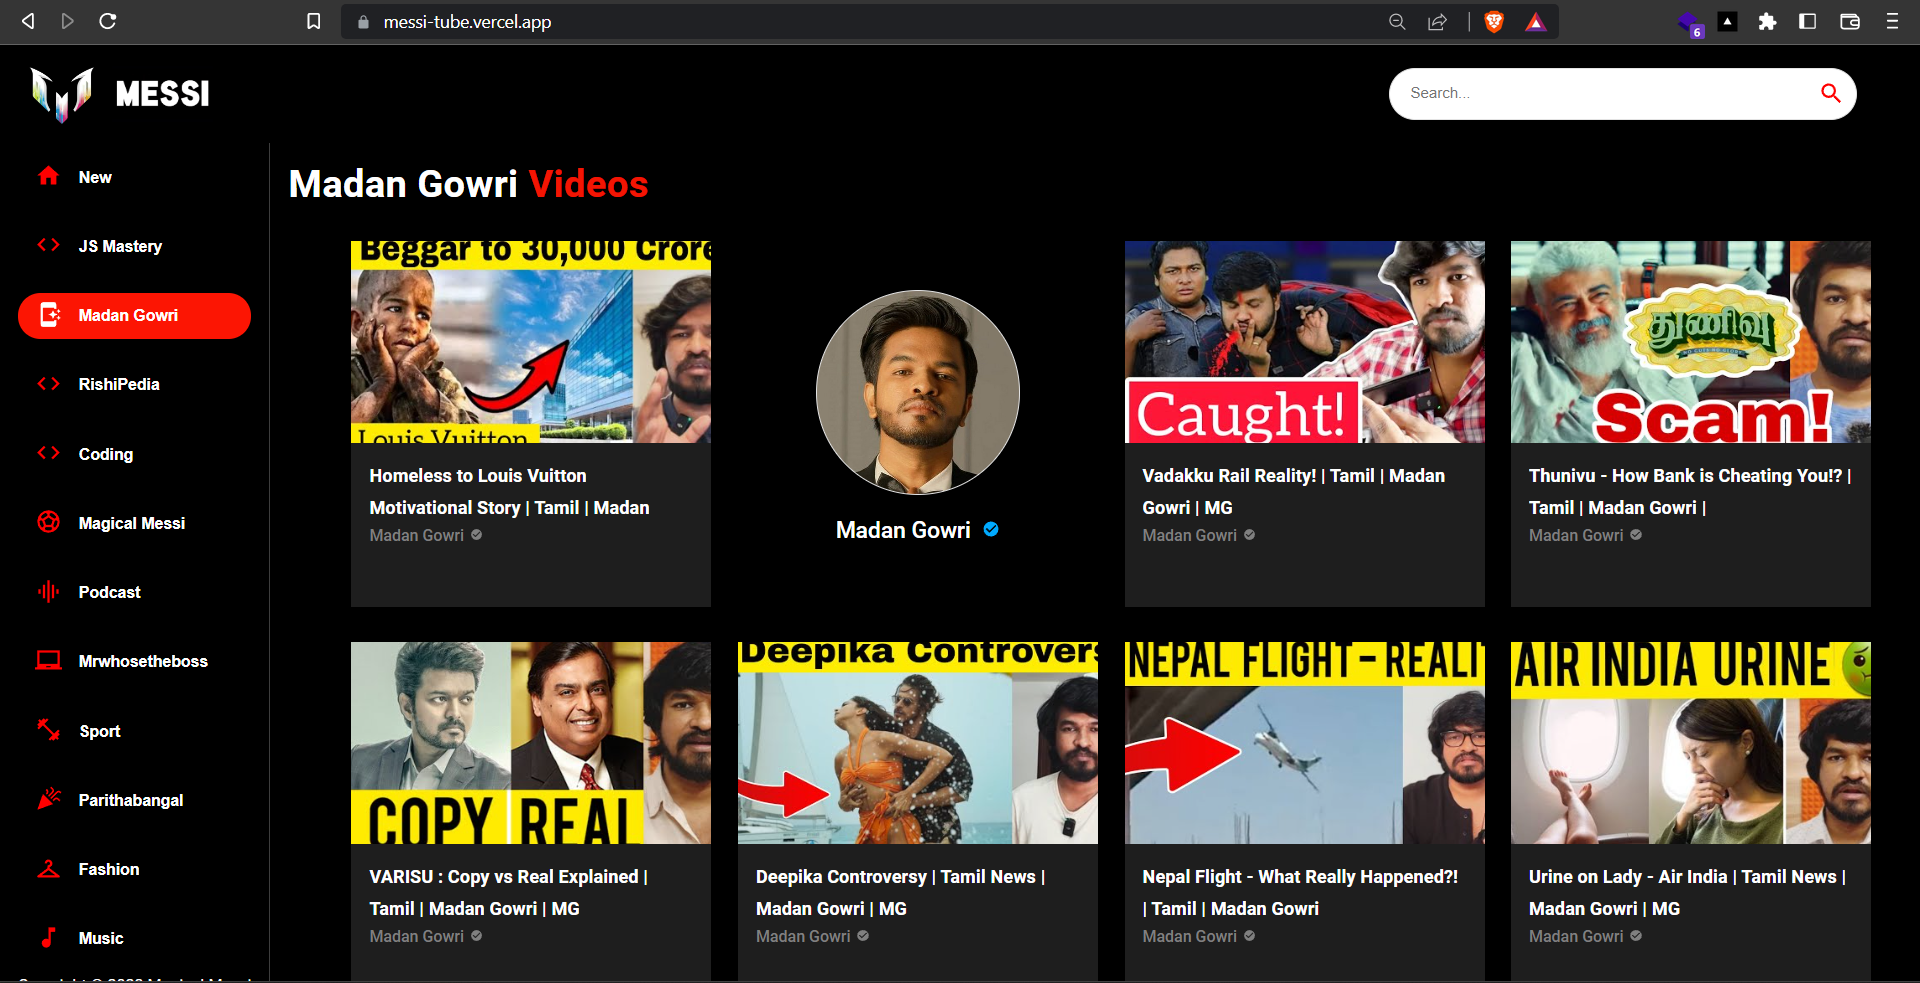 messi-tube.vercel.app
6
MESSI
Search...
New
JS Mastery
Madan Gowri
RishiPedia
Coding
Magical Messi
Podcast
Mrwhosetheboss
Sport
Parithabangal
Fashion
Music
Madan Gowri Videos
Beggar to 30,000 Crore
Louis Vuitton
Homeless to Louis Vuitton
Motivational Story | Tamil | Madan
Madan Gowri
Madan Gowri
Caught!
Vadakku Rail Reality! | Tamil | Madan
Gowri | MG
Madan Gowri
துணிவு
Scam!
Thunivu - How Bank is Cheating You!? |
Tamil | Madan Gowri |
Madan Gowri
COPY REAL
VARISU : Copy vs Real Explained |
Tamil | Madan Gowri | MG
Madan Gowri
Deepika Controvers
Deepika Controversy | Tamil News |
Madan Gowri | MG
Madan Gowri
NEPAL FLIGHT - REALIT
Nepal Flight - What Really Happened?!
| Tamil | Madan Gowri
Madan Gowri
AIR INDIA URINE
Urine on Lady - Air India | Tamil News |
Madan Gowri | MG
Madan Gowri